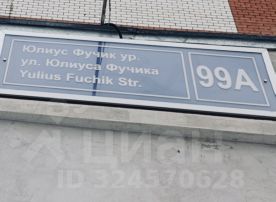 Юлиус Фучик ур.
ул. Юлиуса Фучика
Yulius Fuchik Str.
99А
ЦИАН
ID 324570628